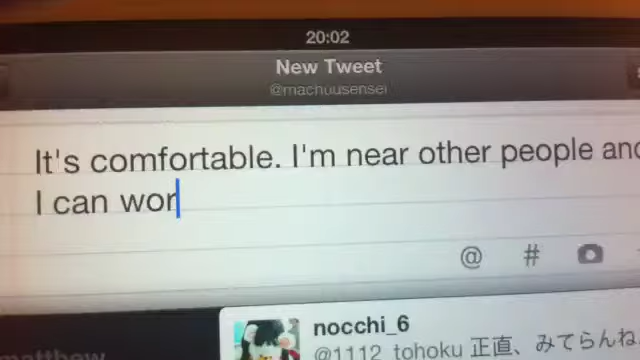 20:02
New Tweet
@machuusensei
It's comfortable. I'm near other people and
I can wor
@ #
nocchi_6
@1112_tohoku 正直、みてらんね
matthew